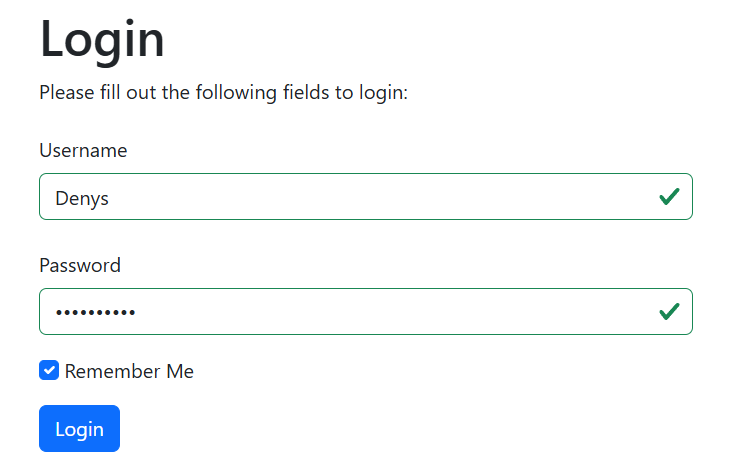 Login
Please fill out the following fields to login:
Username
Denys
Password
••••••••••
Remember Me
Login